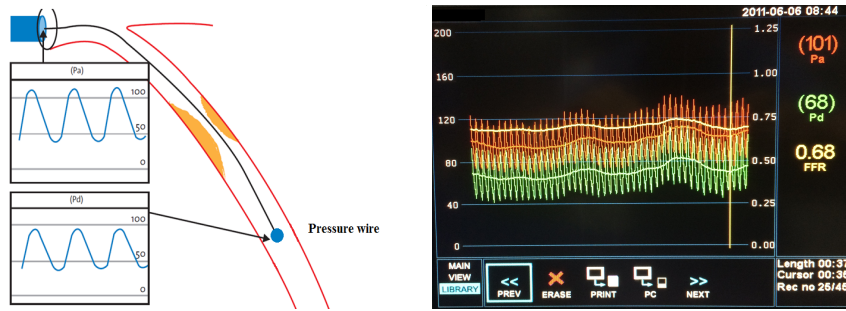 (Pa)
100
50
0
(Pd)
100
50
0
Pressure wire
2011-06-06 08:44
200
160
120
80
40
0
1.25
1.00
0.75
0.50
0.25
0.00
(101)
Pa
(68)
Pd
0.68
FFR
MAIN
VIEW
LIBRARY
<<
PREV
ERASE
PRINT
PC
>>
NEXT
Length 00:37
Cursor 00:36
Rec no 25/45